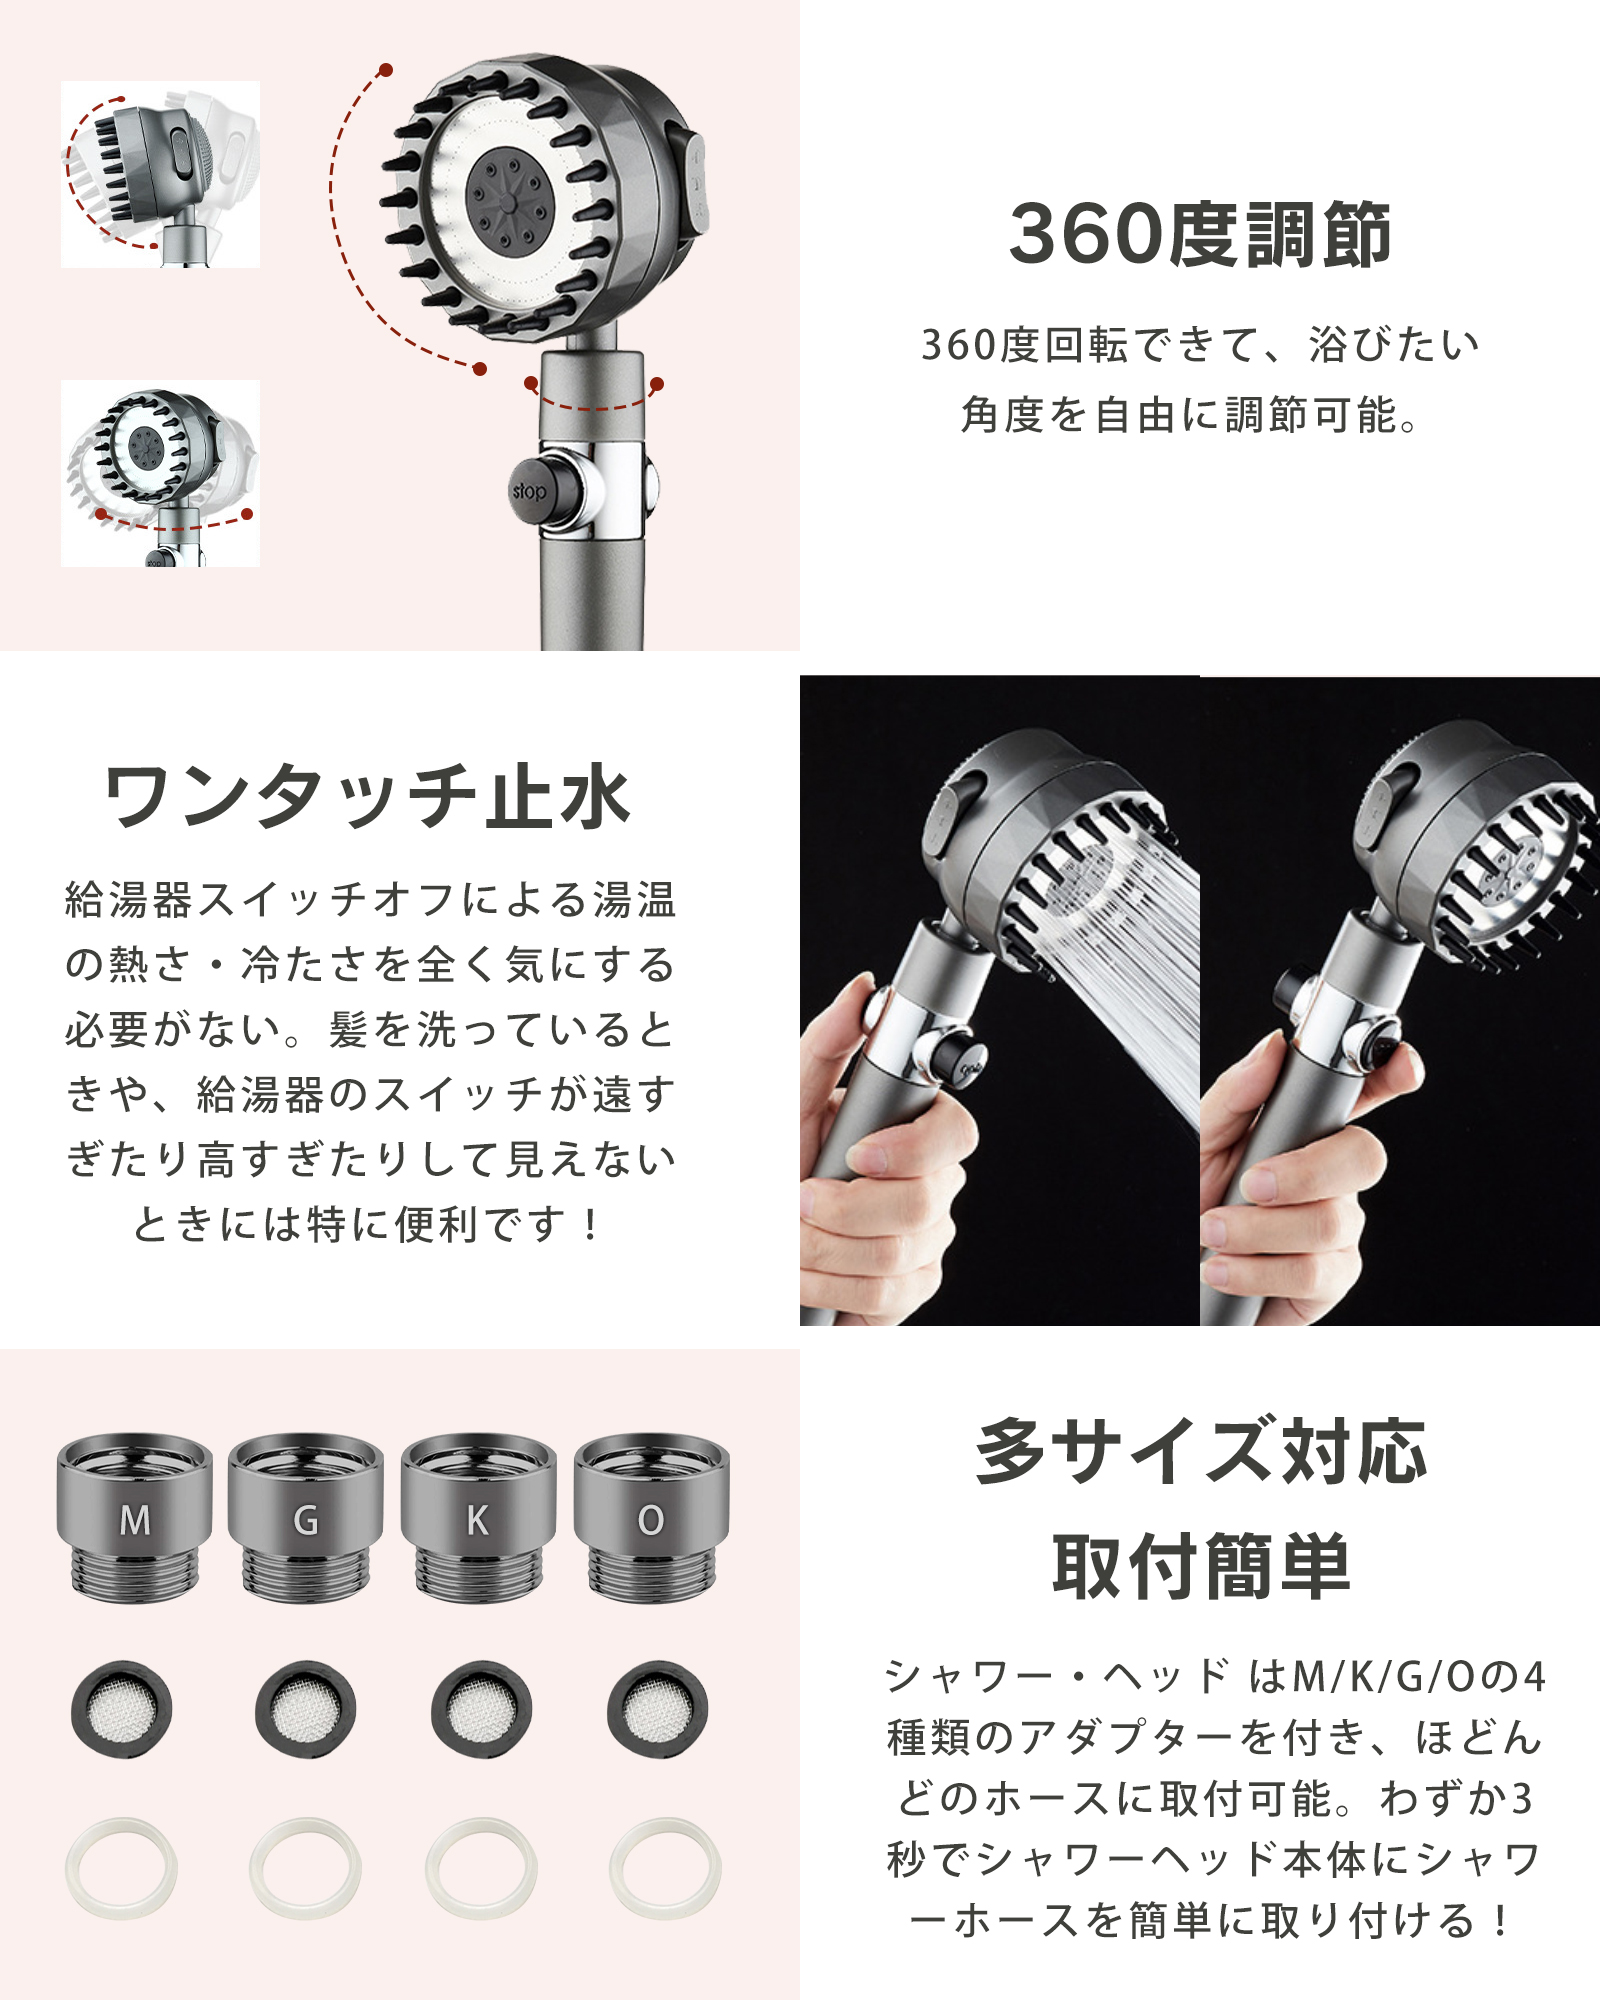 360度調節
360度回転できて、浴びたい
角度を自由に調節可能。
stop
stop
ワンタッチ止水
給湯器スイッチオフによる湯温
の熱さ・冷たさを全く気にする
必要がない。髪を洗っていると
きや、給湯器のスイッチが遠す
ぎたり高すぎたりして見えない
ときには特に便利です！
stop
M G K O
多サイズ対応
取付簡単
シャワー・ヘッド はM/K/G/Oの4
種類のアダプターを付き、ほどん
どのホースに取付可能。わずか3
秒でシャワーヘッド本体にシャワ
ーホースを簡単に取り付ける！